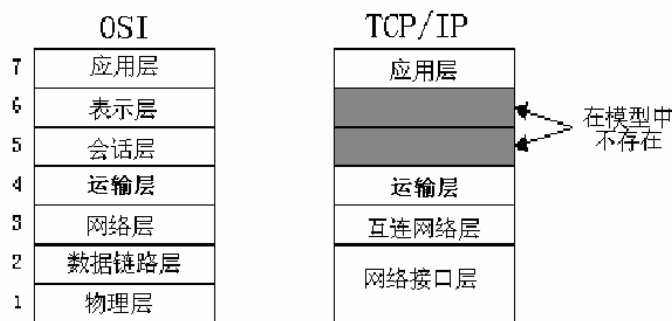 OSI
TCP/IP
7 应用层
应用层
6 表示层
5 会话层
在模型中
不存在
4 运输层
运输层
3 网络层
互连网络层
2 数据链路层
网络接口层
1 物理层